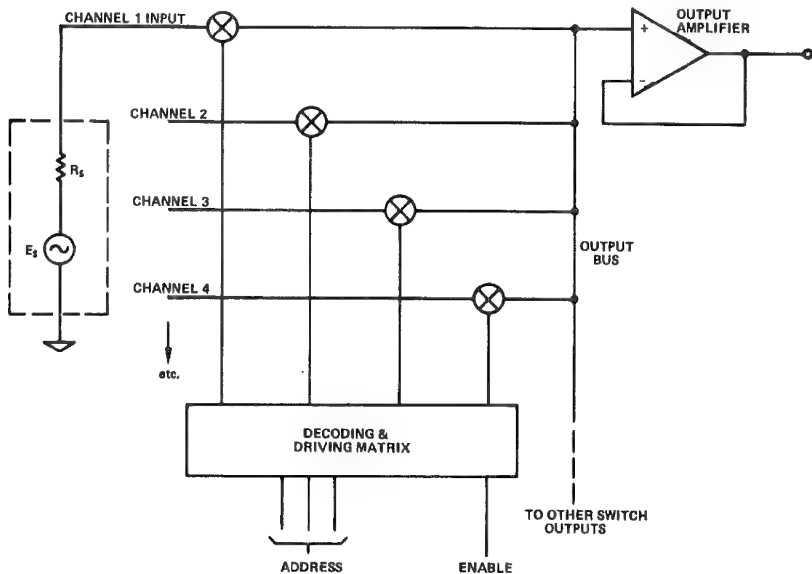 CHANNEL 1 INPUT
OUTPUT
AMPLIFIER
+
-
CHANNEL 2
Rs
CHANNEL 3
Es
OUTPUT
BUS
CHANNEL 4
etc.
DECODING &
DRIVING MATRIX
TO OTHER SWITCH
OUTPUTS
ADDRESS
ENABLE